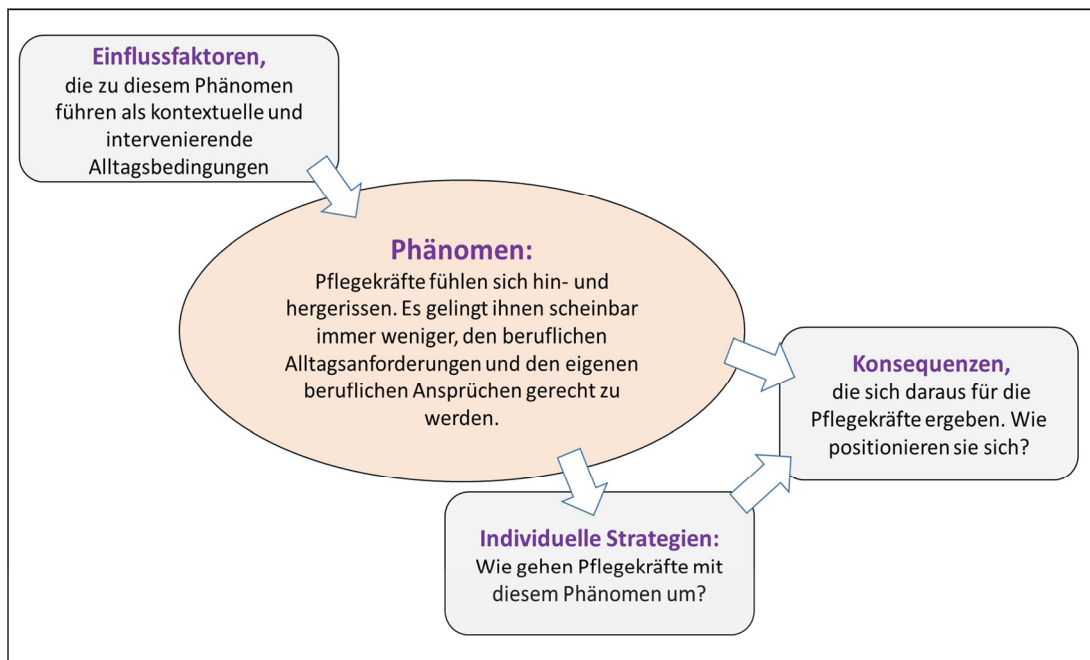 Einflussfaktoren,
die zu diesem Phänomen
führen als kontextuelle und
intervenierende
Alltagsbedingungen
Phänomen:
Pflegekräfte fühlen sich hin- und
hergerissen. Es gelingt ihnen scheinbar
immer weniger, den beruflichen
Alltagsanforderungen und den eigenen
beruflichen Ansprüchen gerecht zu
werden.
Konsequenzen,
die sich daraus für die
Pflegekräfte ergeben. Wie
positionieren sie sich?
Individuelle Strategien:
Wie gehen Pflegekräfte mit
diesem Phänomen um?